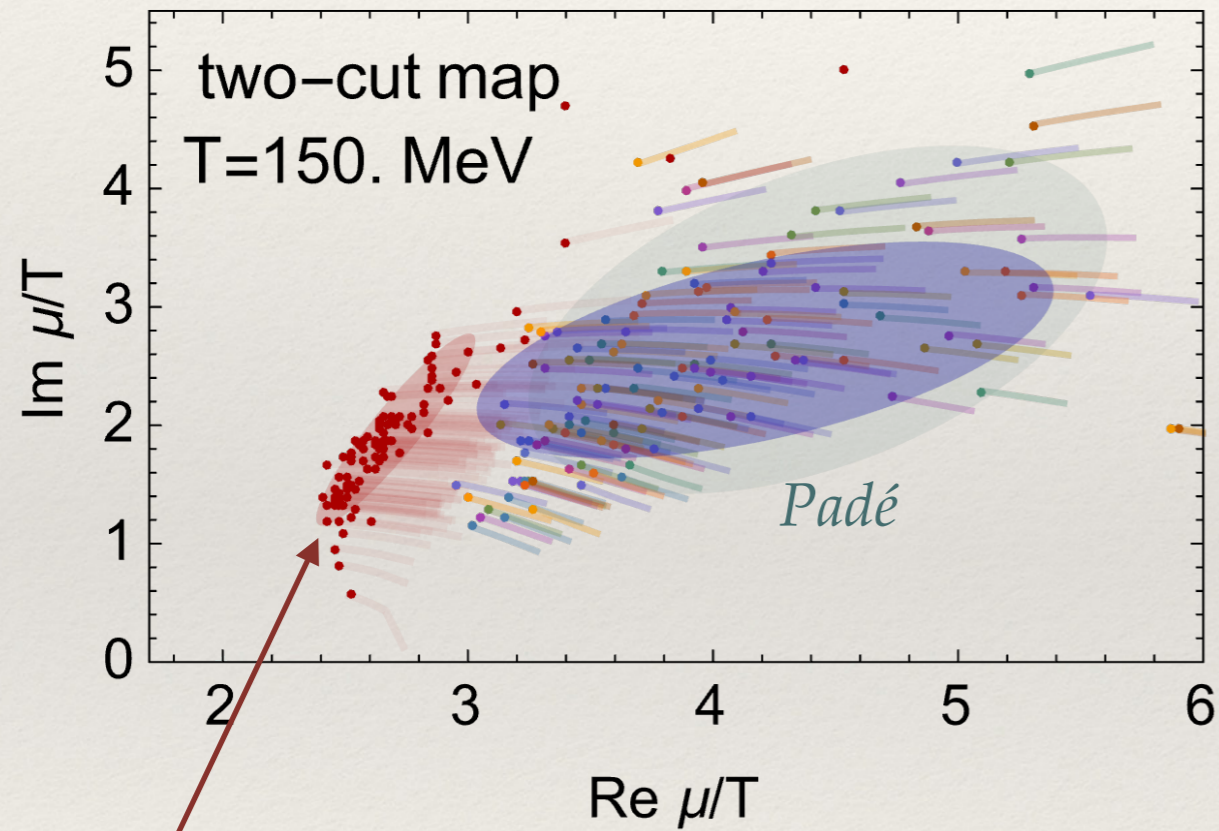 two-cut map
T=150. MeV
Im μ/T
5
4
3
2
1
0
Padé
2 3 4 5 6
Re μ/T